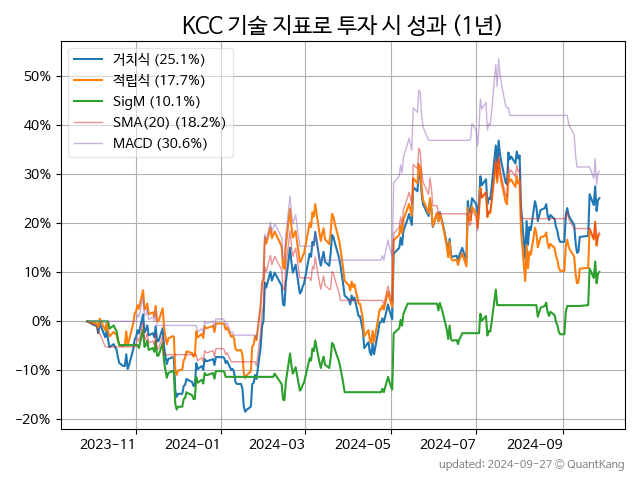 KCC 기술 지표로 투자 시 성과 (1년)
거치식 (25.1%)
적립식 (17.7%)
SigM (10.1%)
SMA(20) (18.2%)
MACD (30.6%)
50%
40%
30%
20%
10%
0%
−10%
−20%
2023-11
2024-01
2024-03
2024-05
2024-07
2024-09
updated: 2024-09-27 © QuantKang